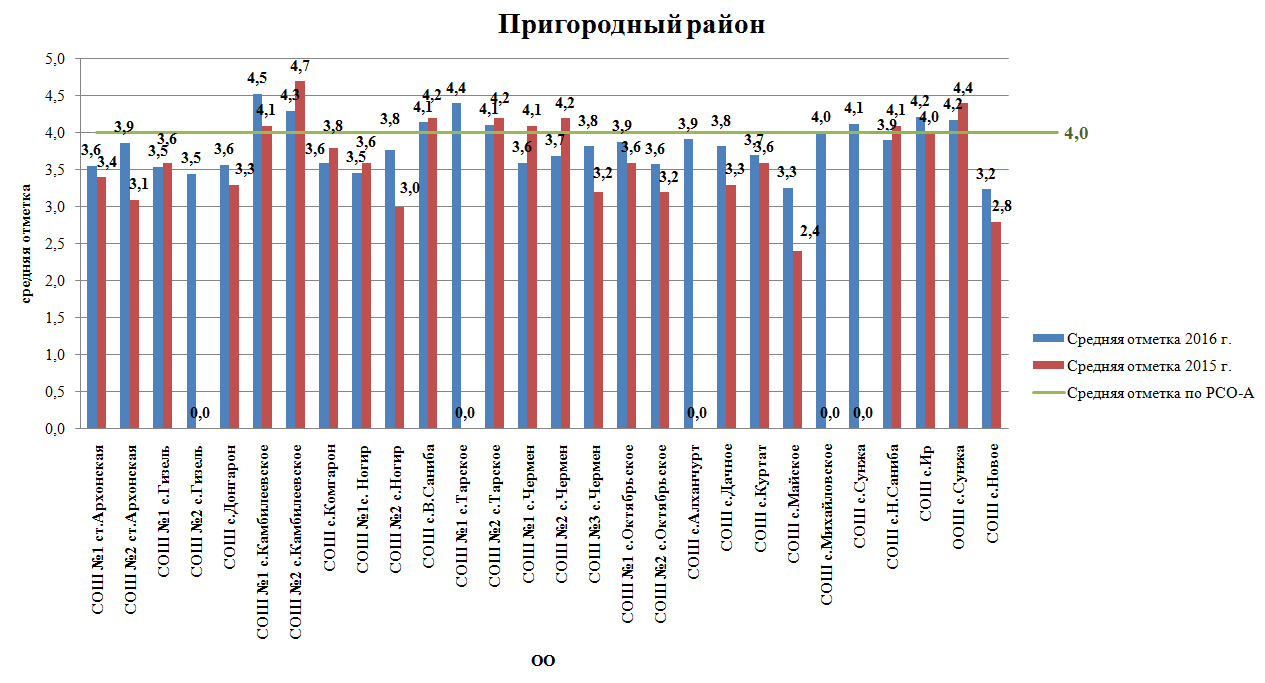 Пригородный район
средняя отметка
5,0
4,5
4,0
3,5
3,0
2,5
2,0
1,5
1,0
0,5
0,0
3,6 3,4
3,9 3,1
3,5 3,6
3,5 0,0
3,6 3,3
4,5 4,1
4,3 4,7
3,6 3,8
3,5 3,6
3,8 3,0
4,1 4,2
4,4 0,0
4,1 4,2
3,6 4,1
3,7 4,2
3,8 3,2
3,9 3,6
3,6 3,2
3,9 0,0
3,8 3,3
3,7 3,6
3,3 2,4
4,0 0,0
4,1 0,0
3,9 4,1
4,2 4,0
4,2 4,4
3,2 2,8
4,0
СОШ №1 ст.Архонская
СОШ №2 ст.Архонская
СОШ №1 с.Гизель
СОШ №2 с.Гизель
СОШ с.Донгарон
СОШ №1 с.Камбилеевское
СОШ №2 с.Камбилеевское
СОШ с.Комгарон
СОШ №1с. Ногир
СОШ №2 с.Ногир
СОШ с.В.Саниба
СОШ №1 с.Тарское
СОШ №2 с.Тарское
СОШ №1 с.Чермен
СОШ №2 с.Чермен
СОШ №3 с.Чермен
СОШ №1 с.Октябрьское
СОШ №2 с.Октябрьское
СОШ с.Алханчурт
СОШ с.Дачное
СОШ с.Куртат
СОШ с.Майское
СОШ с.Михайловское
СОШ с.Сунжа
СОШ с.Н.Саниба
СОШ с.Ир
ООШ с.Сунжа
СОШ с.Новое
ОО
Средняя отметка 2016 г.
Средняя отметка 2015 г.
Средняя отметка по РСО-А